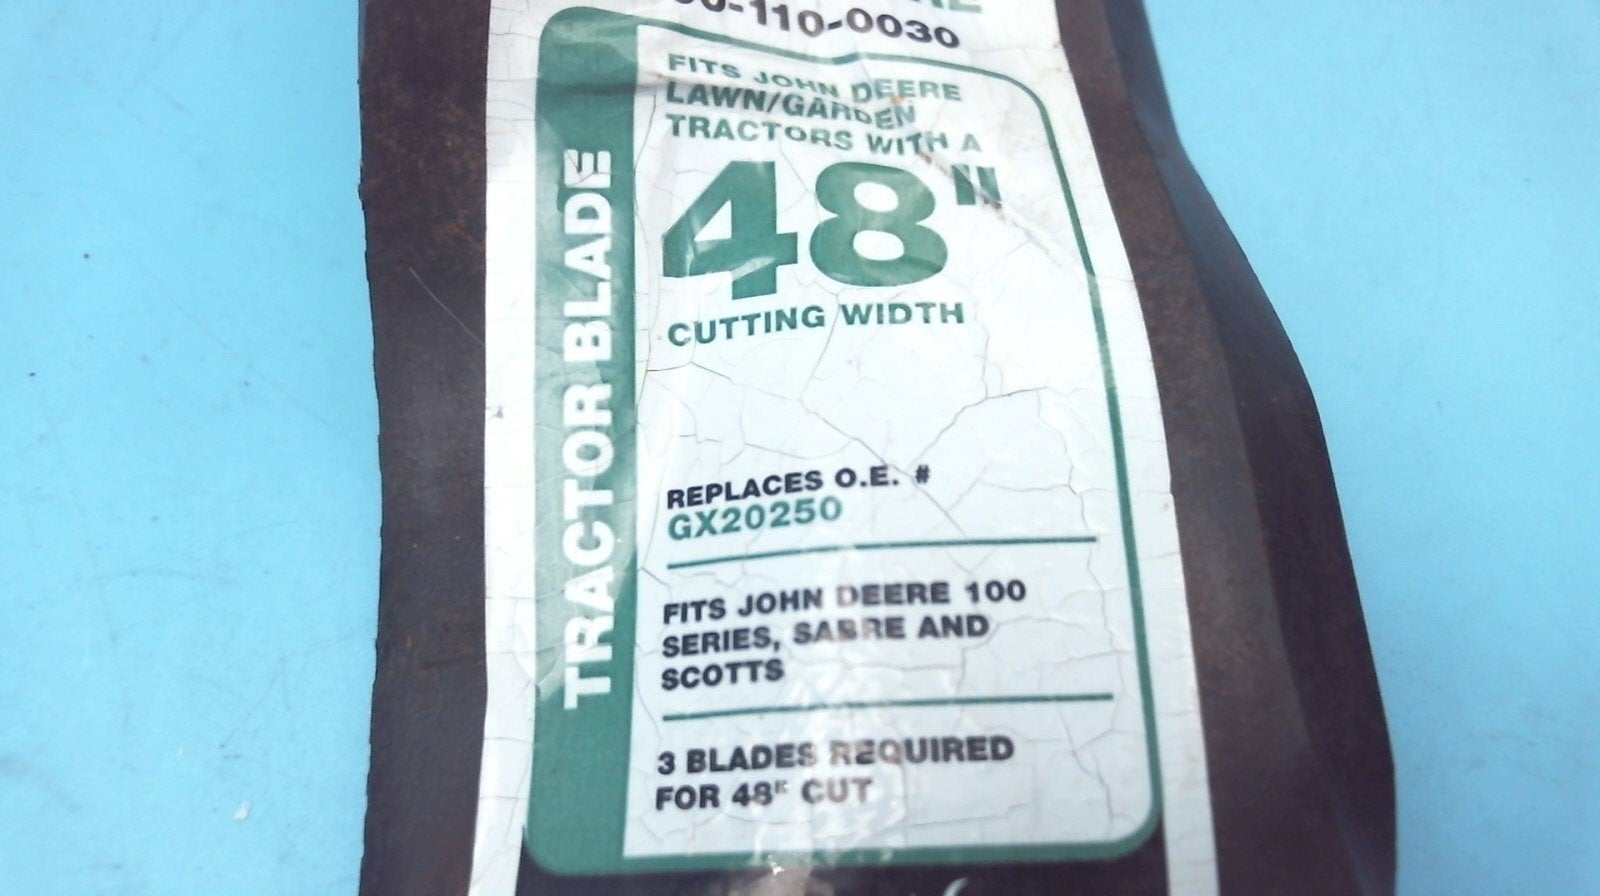 0-110-0030
FITS JOHN DEERE
LAWN/GARDEN
TRACTORS WITH A
48"
CUTTING WIDTH
TRACTOR BLADE
REPLACES O.E. #
GX20250
FITS JOHN DEERE 100
SERIES, SABRE AND
SCOTTS
3 BLADES REQUIRED
FOR 48" CUT